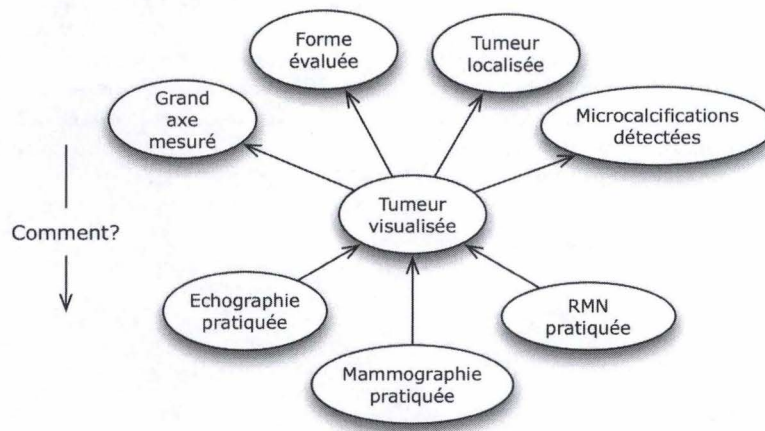 Forme
évaluée
Tumeur
localisée
Grand
axe
mesuré
Microcalcifications
détectées
Tumeur
visualisée
Comment?
Echographie
pratiquée
RMN
pratiquée
Mammographie
pratiquée